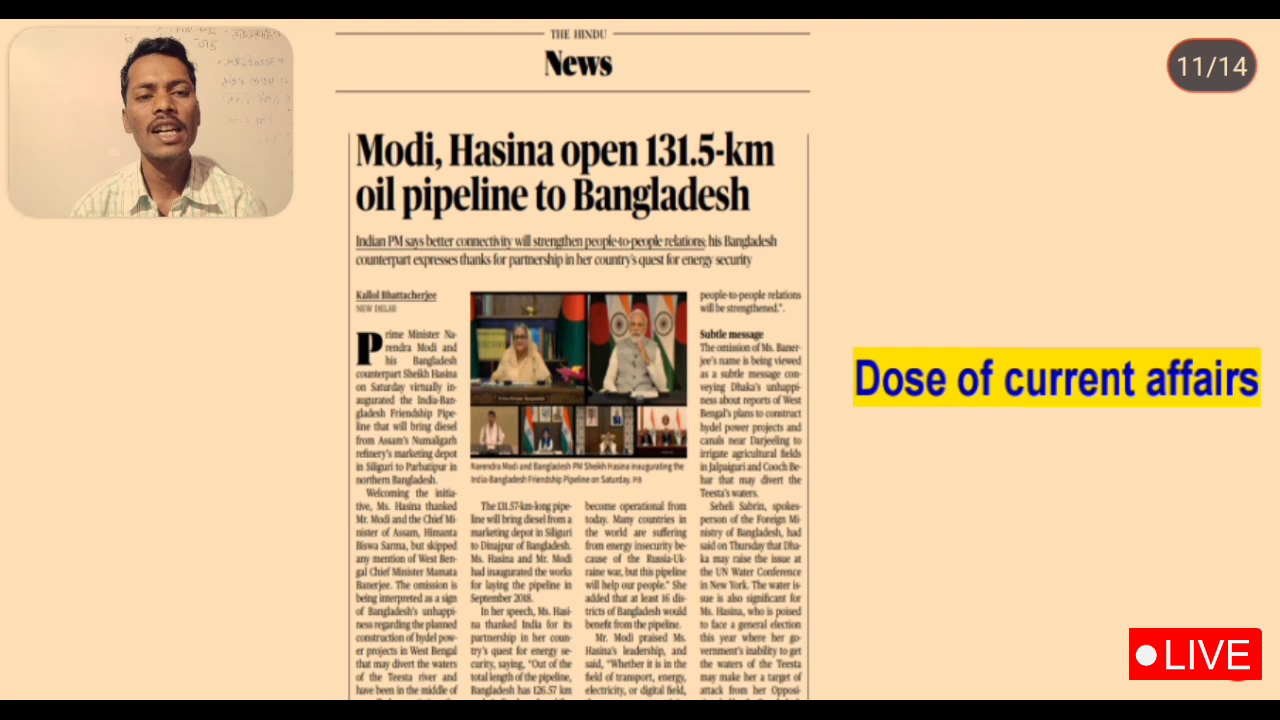 THE HINDU
News
11/14
Modi, Hasina open 131.5-km
oil pipeline to Bangladesh
Indian PM says better connectivity will strengthen people-to-people relations; his Bangladesh
counterpart expresses thanks for partnership in her country's quest for energy security
Kallol Bhattacherjee
NEW DELHI
Prime Minister Na-
rendra Modi and
his Bangladesh
counterpart Sheikh Hasina
on Saturday virtually in-
augurated the India-Ban-
gladesh Friendship Pipe-
line that will bring diesel
from Assam's Numaligarh
refinery's marketing depot
in Siliguri to Parbatipur in
northern Bangladesh.
Welcoming the initia-
tive, Ms. Hasina thanked
Mr. Modi and the Chief Mi-
nister of Assam, Himanta
Biswa Sarma, but skipped
any mention of West Ben-
gal Chief Minister Mamata
Banerjee. The omission is
being interpreted as a sign
of Bangladesh's unhappi-
ness regarding the planned
construction of hydel pow-
er projects in West Bengal
that may divert the waters
of the Teesta river and
have been in the middle of
Narendra Modi and Bangladesh PM Sheikh Hasina inaugurating the
India-Bangladesh Friendship Pipeline on Saturday. PIB
The 131.57-km-long pipe-
line will bring diesel from a
marketing depot in Siliguri
to Dinajpur of Bangladesh.
Ms. Hasina and Mr. Modi
had inaugurated the works
for laying the pipeline in
September 2018.
In her speech, Ms. Hasi-
na thanked India for its
partnership in her coun-
try's quest for energy se-
curity, saying, "Out of the
total length of the pipeline,
Bangladesh has 126.57 km
become operational from
today. Many countries in
the world are suffering
from energy insecurity be-
cause of the Russia-Uk-
raine war, but this pipeline
will help our people." She
added that at least 16 dis-
tricts of Bangladesh would
benefit from the pipeline.
Mr. Modi praised Ms.
Hasina's leadership, and
said, "Whether it is in the
field of transport, energy,
electricity, or digital field,
people-to-people relations
will be strengthened.".
Subtle message
The omission of Ms. Baner-
jee's name is being viewed
as a subtle message con-
veying Dhaka's unhappi-
ness about reports of West
Bengal's plans to construct
hydel power projects and
canals near Darjeeling to
irrigate agricultural fields
in Jalpaiguri and Cooch Be-
har that may divert the
Teesta's waters.
Seheli Sabrin, spokes-
person of the Foreign Mi-
nistry of Bangladesh, had
said on Thursday that Dha-
ka may raise the issue at
the UN Water Conference
in New York. The water is-
sue is also significant for
Ms. Hasina, who is poised
to face a general election
this year where her go-
vernment's inability to get
the waters of the Teesta
may make her a target of
attack from her Opposi-
Dose of current affairs
LIVE